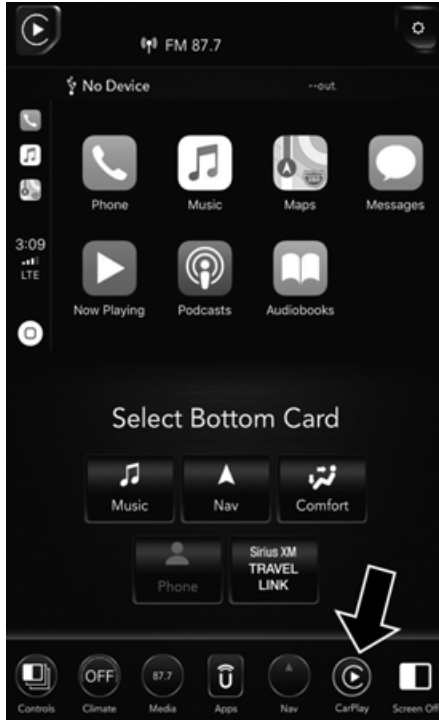 FM 87.7
No Device
--out
Phone Music Maps Messages
3:09
LTE
Now Playing Podcasts Audiobooks
Select Bottom Card
Music Nav Comfort
Phone
Sirius XM
TRAVEL
LINK
OFF 87.7
Controls Climate Media Apps Nav CarPlay Screen Off